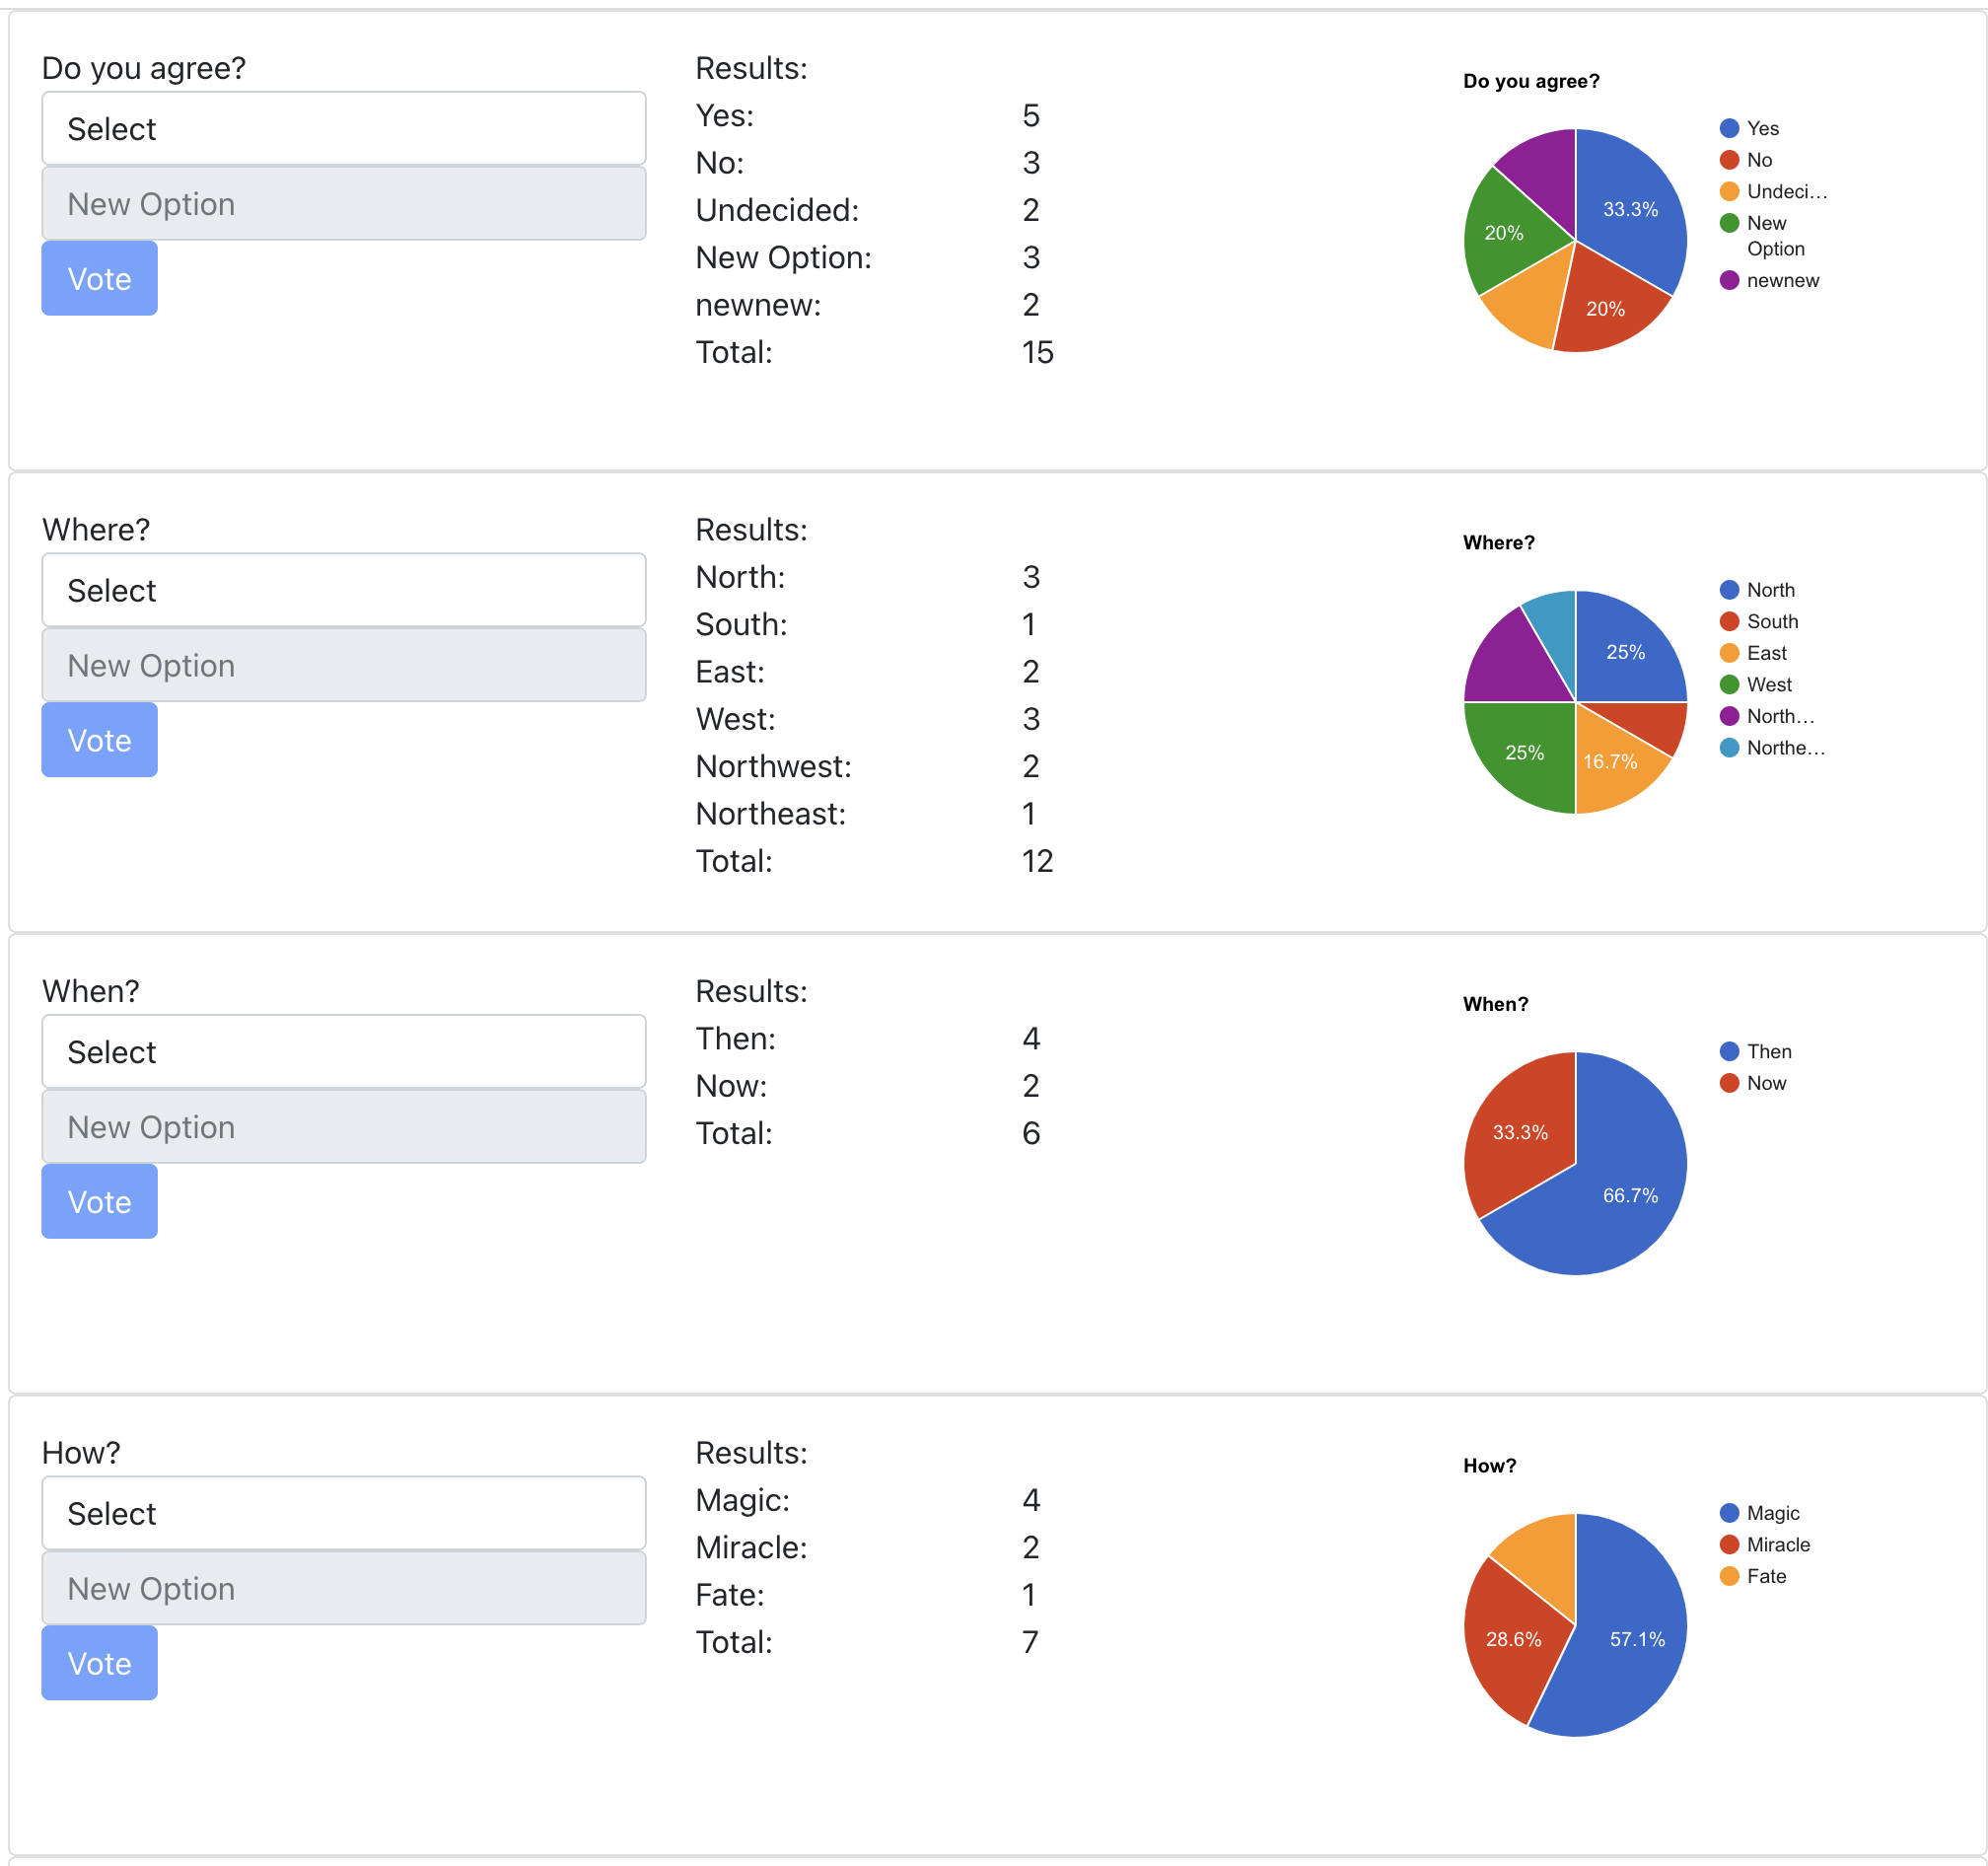 Do you agree?
Select
New Option
Vote
Results:
Yes: 5
No: 3
Undecided: 2
New Option: 3
newnew: 2
Total: 15
Do you agree?
33.3%
20%
20%
Yes
No
Undeci...
New
Option
newnew
Where?
Select
New Option
Vote
Results:
North: 3
South: 1
East: 2
West: 3
Northwest: 2
Northeast: 1
Total: 12
Where?
25%
16.7%
25%
North
South
East
West
North...
Northe...
When?
Select
New Option
Vote
Results:
Then: 4
Now: 2
Total: 6
When?
33.3%
66.7%
Then
Now
How?
Select
New Option
Vote
Results:
Magic: 4
Miracle: 2
Fate: 1
Total: 7
How?
28.6%
57.1%
Magic
Miracle
Fate